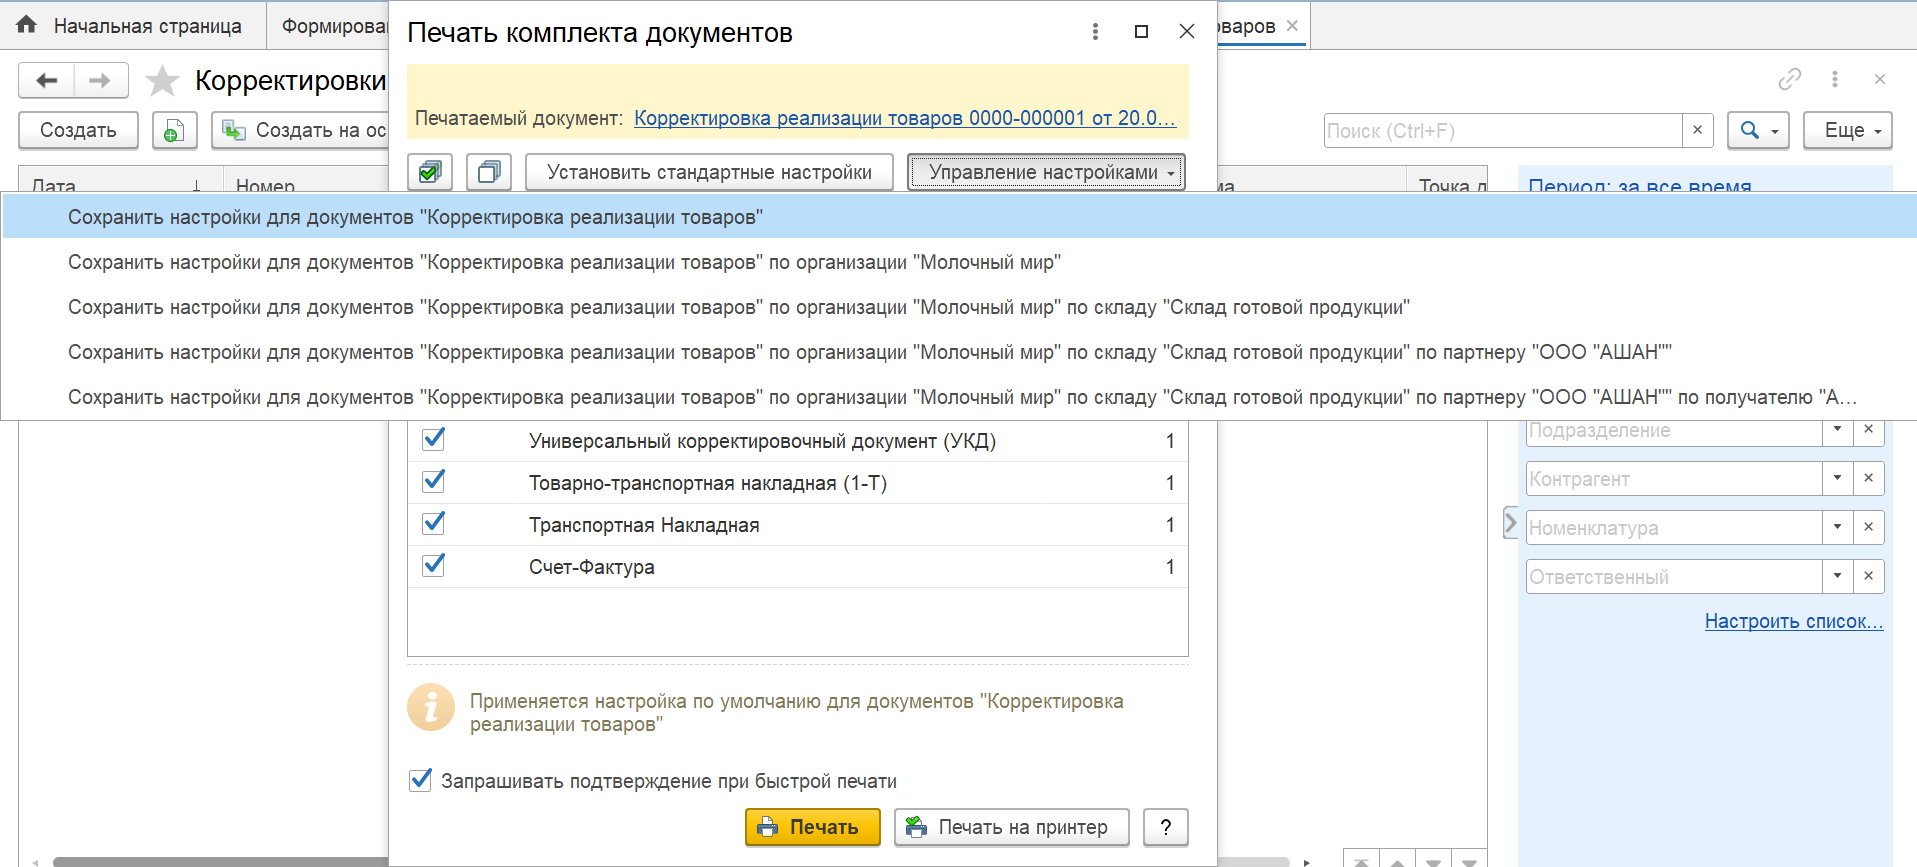 Начальная страница
Формирова
Печать комплекта документов
оваров
Корректировки
Печатаемый документ: Корректировка реализации товаров 0000-000001 от 20.0...
Создать
Создать на ос
Поиск (Ctrl+F)
Еще
Установить стандартные настройки
Управление настройками
Дата
Номер
ма
Точка д
Период: за все время
Сохранить настройки для документов "Корректировка реализации товаров"
Сохранить настройки для документов "Корректировка реализации товаров" по организации "Молочный мир"
Сохранить настройки для документов "Корректировка реализации товаров" по организации "Молочный мир" по складу "Склад готовой продукции"
Сохранить настройки для документов "Корректировка реализации товаров" по организации "Молочный мир" по складу "Склад готовой продукции" по партнеру "ООО "АШАН""
Сохранить настройки для документов "Корректировка реализации товаров" по организации "Молочный мир" по складу "Склад готовой продукции" по партнеру "ООО "АШАН"" по получателю "А...
Универсальный корректировочный документ (УКД) 1
Товарно-транспортная накладная (1-Т) 1
Транспортная Накладная 1
Счет-Фактура 1
Подразделение
Контрагент
Номенклатура
Ответственный
Настроить список...
Применяется настройка по умолчанию для документов "Корректировка
реализации товаров"
Запрашивать подтверждение при быстрой печати
Печать
Печать на принтер
?